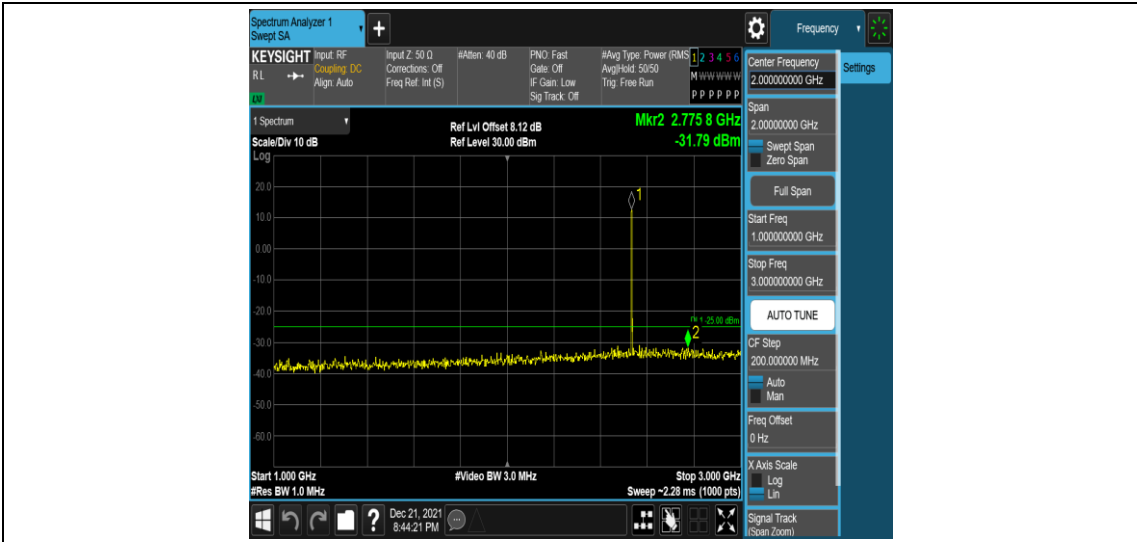 Spectrum Analyzer 1
Swept SA
+
Frequency
KEYSIGHT
RL
LXI
Input: RF
Coupling: DC
Align: Auto
Input Z: 50 Ω
Corrections: Off
Freq Ref: Int (S)
#Atten: 40 dB
PNO: Fast
Gate: Off
IF Gain: Low
Sig Track: Off
#Avg Type: Power (RMS
Avg|Hold: 50/50
Trig: Free Run
1 2 3 4 5 6
M W W W W W
P P P P P P
1 Spectrum
Scale/Div 10 dB
Log
Ref Lvl Offset 8.12 dB
Ref Level 30.00 dBm
Mkr2 2.775 8 GHz
-31.79 dBm
20.0
1
10.0
0.00
-10.0
-20.0
DL1 -25.00 dBm
2
-30.0
-40.0
-50.0
-60.0
Start 1.000 GHz
#Res BW 1.0 MHz
#Video BW 3.0 MHz
Stop 3.000 GHz
Sweep ~2.28 ms (1000 pts)
?
Dec 21, 2021
8:44:21 PM
Center Frequency
2.000000000 GHz
Settings
Span
2.00000000 GHz
Swept Span
Zero Span
Full Span
Start Freq
1.000000000 GHz
Stop Freq
3.000000000 GHz
AUTO TUNE
CF Step
200.000000 MHz
Auto
Man
Freq Offset
0 Hz
X Axis Scale
Log
Lin
Signal Track
(Span Zoom)